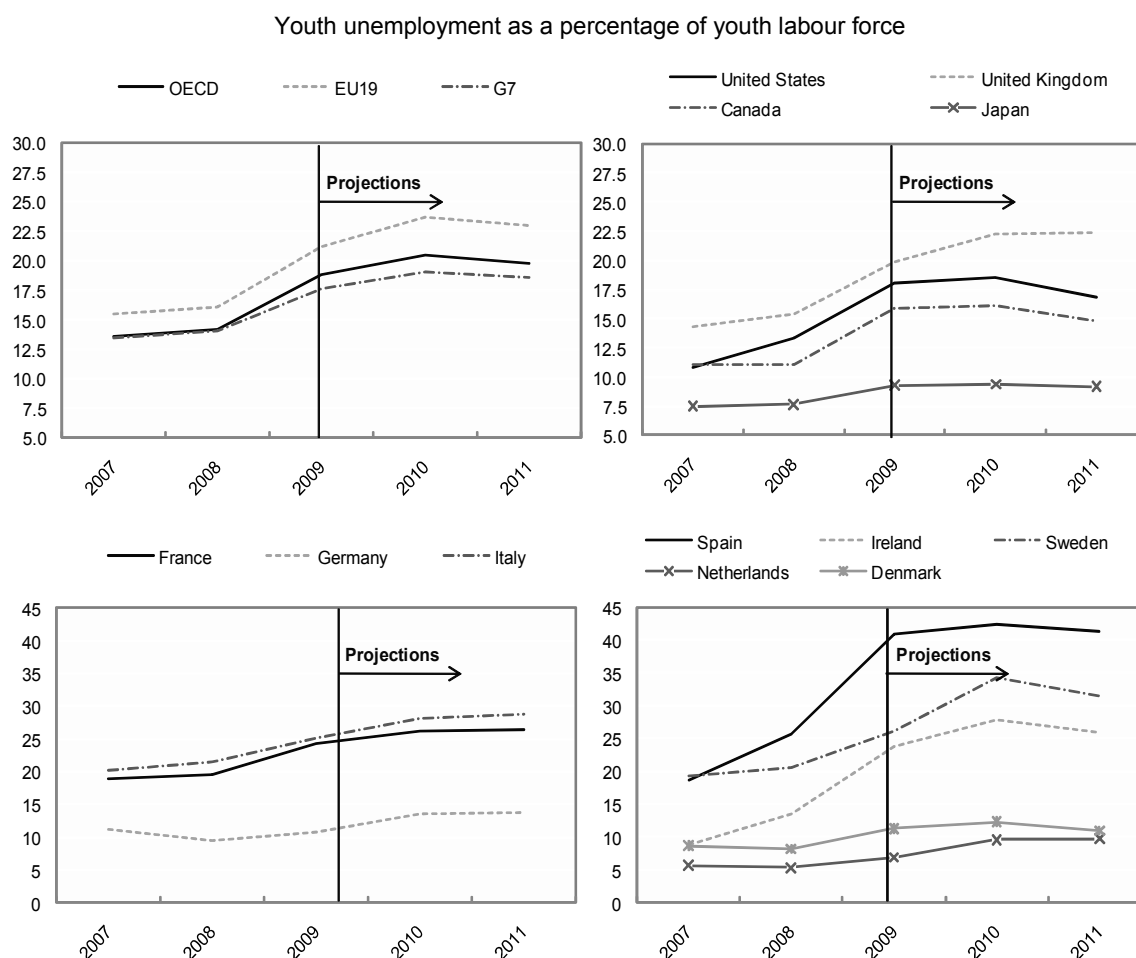 Youth unemployment as a percentage of youth labour force
OECD EU19 G7
30.0
27.5
25.0
22.5
20.0
17.5
15.0
12.5
10.0
7.5
5.0
Projections
2007 2008 2009 2010 2011
United States United Kingdom
Canada Japan
30.0
27.5
25.0
22.5
20.0
17.5
15.0
12.5
10.0
7.5
5.0
Projections
2007 2008 2009 2010 2011
France Germany Italy
45
40
35
30
25
20
15
10
5
0
Projections
2007 2008 2009 2010 2011
Spain Ireland Sweden
Netherlands Denmark
45
40
35
30
25
20
15
10
5
0
Projections
2007 2008 2009 2010 2011